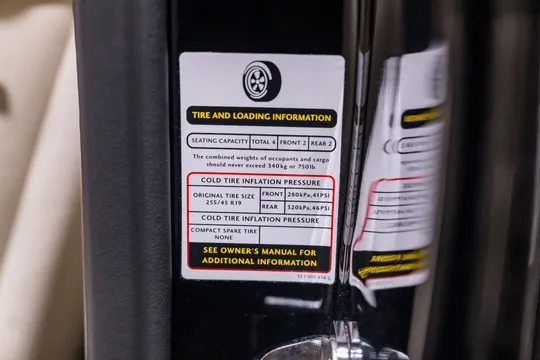 TIRE AND LOADING INFORMATION
SEATING CAPACITY TOTAL 4 FRONT 2 REAR 2
The combined weights of occupants and cargo
should never exceed 340kg or 750lb
COLD TIRE INFLATION PRESSURE
ORIGINAL TIRE SIZE
255/45 R19
FRONT 280kPa,41PSI
REAR 320kPa,46PSI
COLD TIRE INFLATION PRESSURE
COMPACT SPARE TIRE
NONE
SEE OWNER'S MANUAL FOR
ADDITIONAL INFORMATION